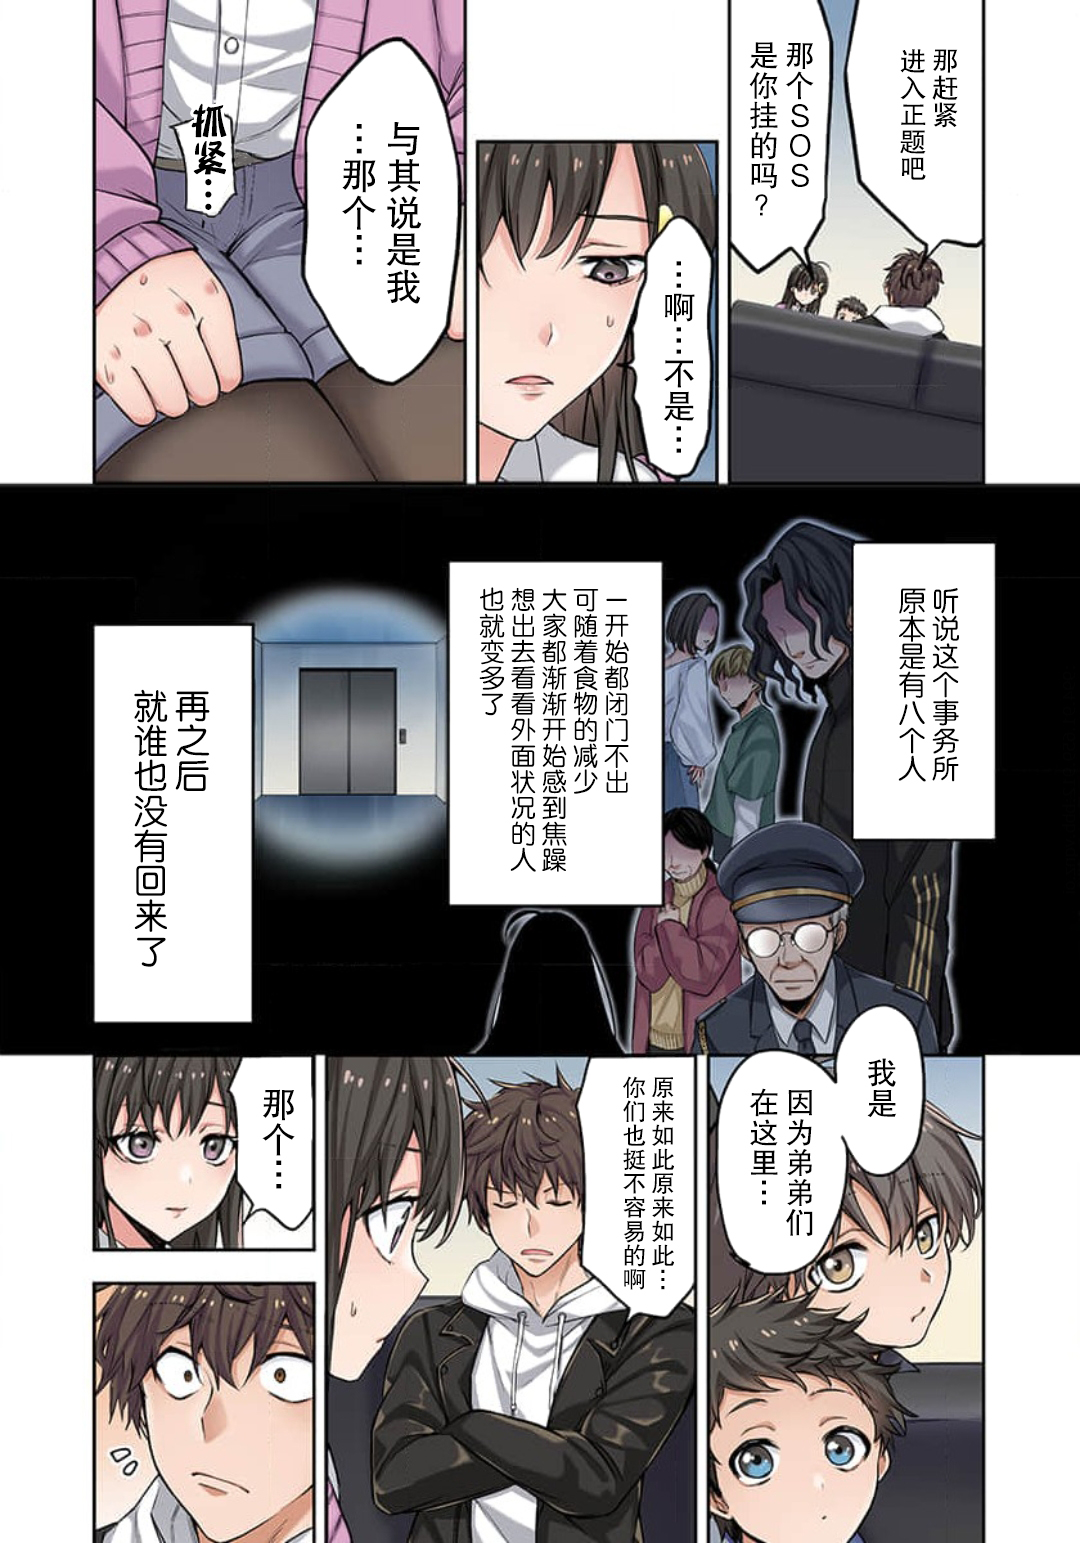 那赶紧
进入正题吧
那个SOS
是你挂的吗？
…啊…不是…
与其说是我
…那个…
抓紧…
听说这个事务所
原本是有八个人
一开始都闭门不出
可随着食物的减少
大家都渐渐开始感到焦躁
想出去看看外面状况的人
也就变多了
再之后
就谁也没有回来了
我是
因为弟弟们
在这里…
原来如此原来如此…
你们也挺不容易的啊
那个…